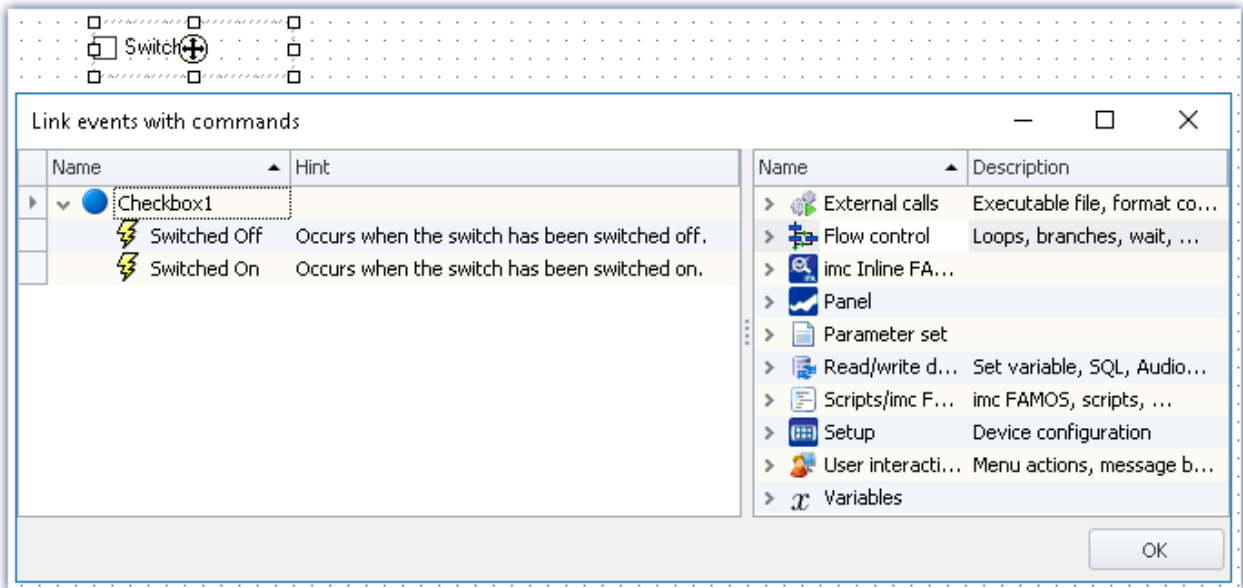 Switch
Link events with commands
Name Hint
Checkbox1
Switched Off Occurs when the switch has been switched off.
Switched On Occurs when the switch has been switched on.
Name Description
External calls Executable file, format co...
Flow control Loops, branches, wait, ...
imc Inline FA...
Panel
Parameter set
Read/write d... Set variable, SQL, Audio...
Scripts/imc F... imc FAMOS, scripts, ...
Setup Device configuration
User interacti... Menu actions, message b...
x Variables
OK